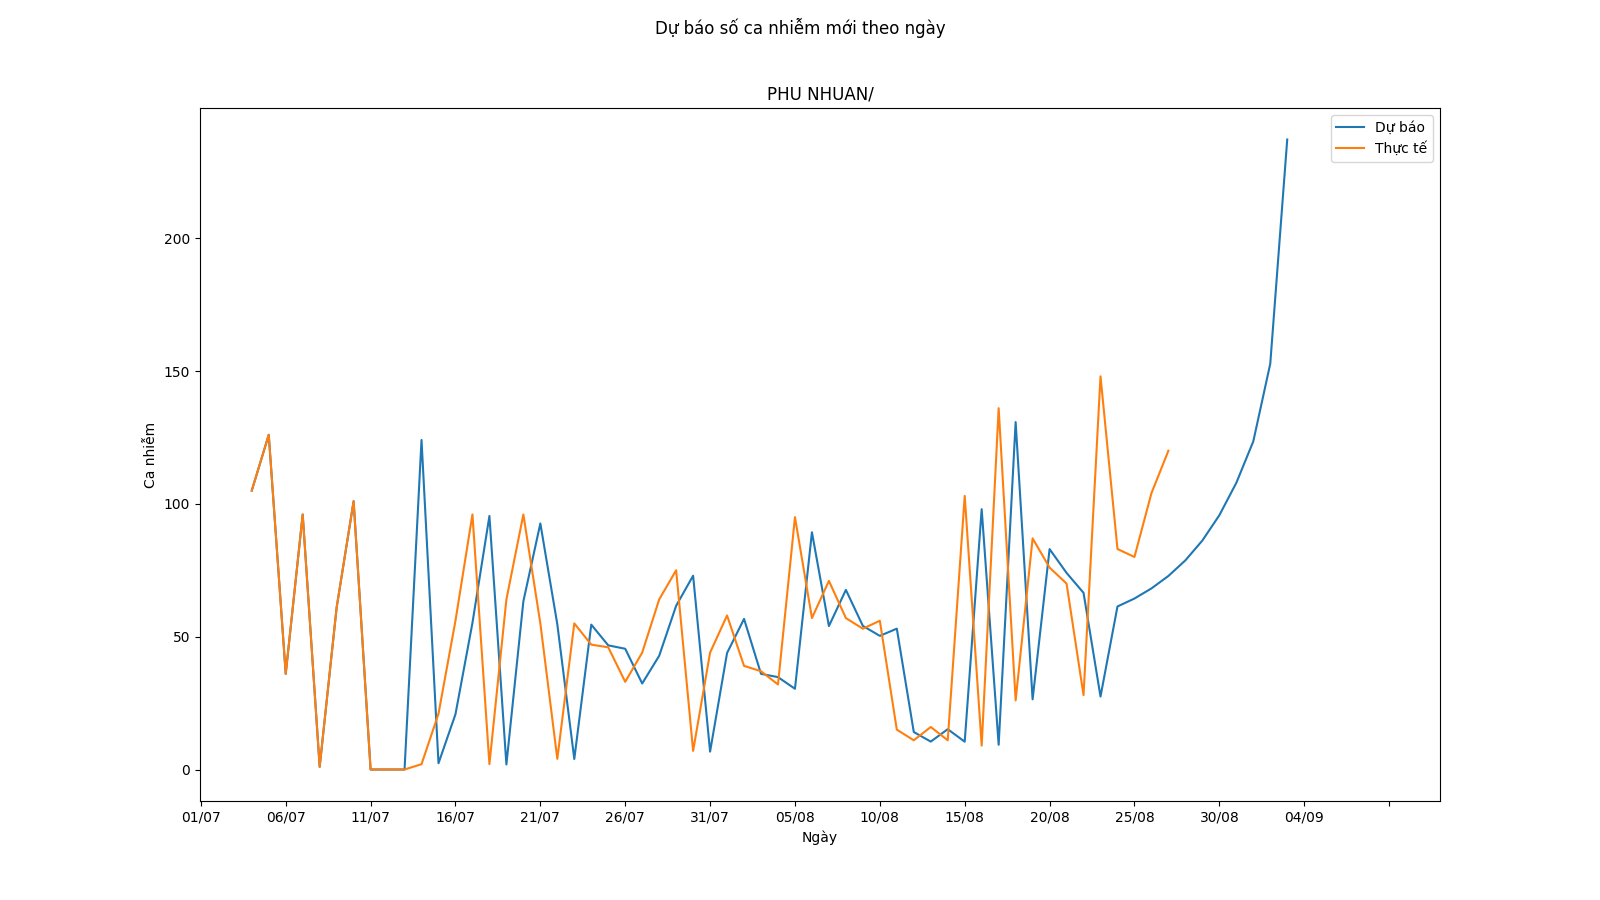 Dự báo số ca nhiễm mới theo ngày
PHU NHUAN/
Dự báo
Thực tế
200
150
100
50
0
Ca nhiễm
01/07 06/07 11/07 16/07 21/07 26/07 31/07 05/08 10/08 15/08 20/08 25/08 30/08 04/09
Ngày